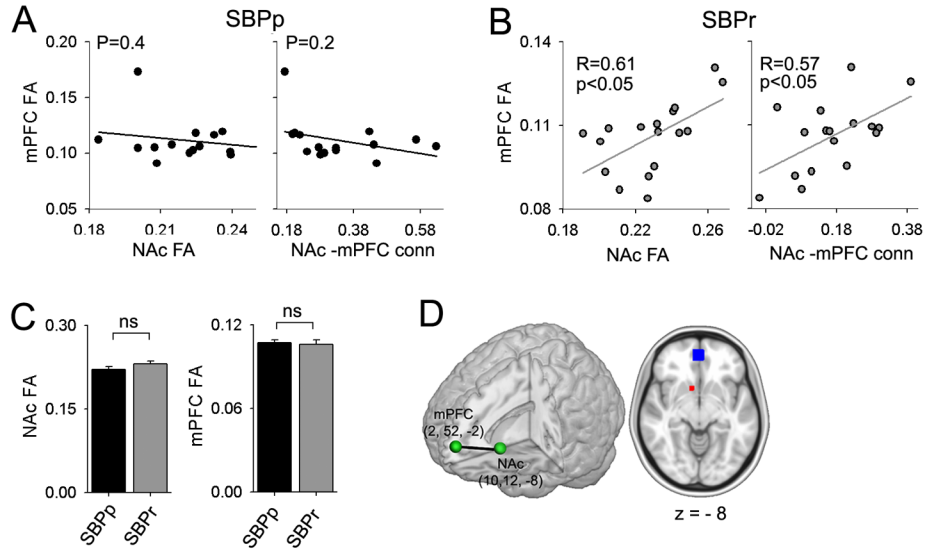 A
SBPp
P=0.4
P=0.2
mPFC FA
0.20
0.15
0.10
0.05
0.18
0.21
0.24
NAc FA
0.18
0.38
0.58
NAc -mPFC conn
B
SBPr
R=0.61
p<0.05
R=0.57
p<0.05
mPFC FA
0.14
0.11
0.08
0.18
0.22
0.26
NAc FA
-0.02
0.18
0.38
NAc -mPFC conn
C
NAc FA
0.30
0.15
0.00
ns
SBPp
SBPr
mPFC FA
0.12
0.06
0.00
ns
SBPp
SBPr
D
mPFC
(2, 52, -2)
NAc
(10,12, -8)
z = - 8